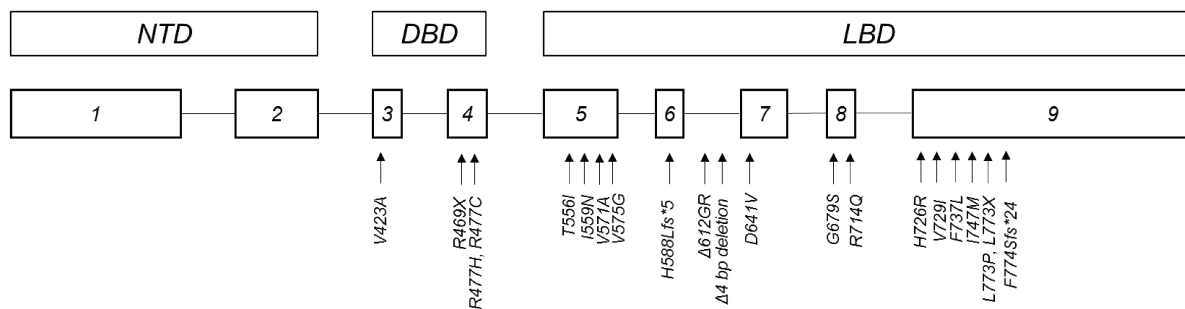 NTD
DBD
LBD
1
2
3
4
5
6
7
8
9
V423A
R469X
R477H, R477C
T556I
I559N
V571A
V575G
H588Lfs*5
Δ612GR
Δ4 bp deletion
D641V
G679S
R714Q
H726R
V729I
F737L
I747M
L773P, L773X
F774Sfs*24